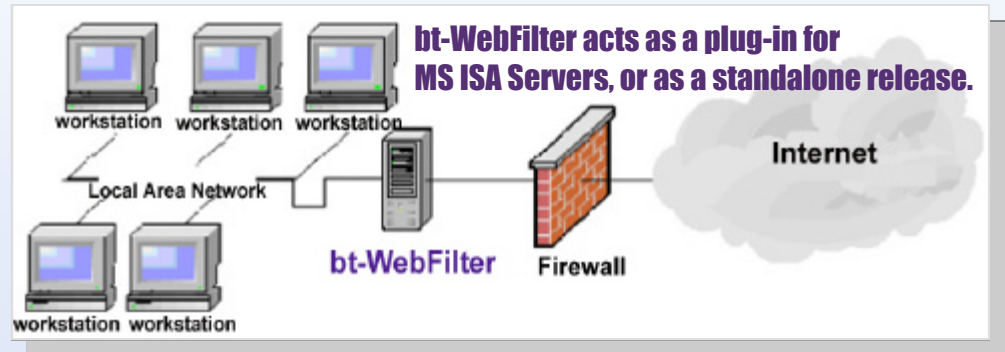 bt-WebFilter acts as a plug-in for
MS ISA Servers, or as a standalone release.
workstation workstation workstation
Internet
Local Area Network
bt-WebFilter
Firewall
workstation workstation